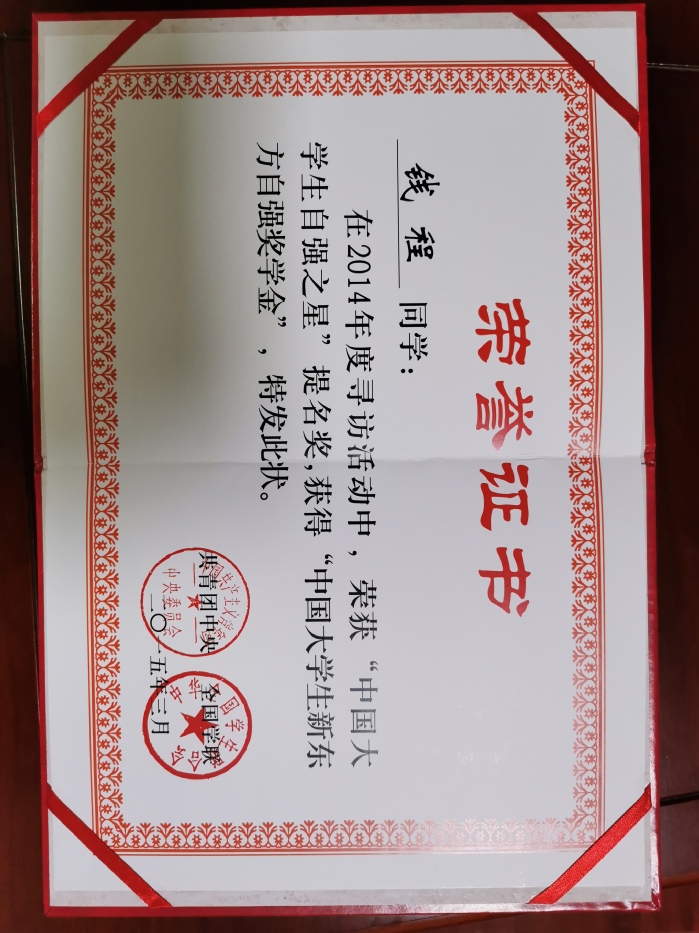 荣誉证书
钱程 同学：
在2014年度寻访活动中，荣获“中国大
学生自强之星”提名奖，获得“中国大学生新东
方自强奖学金”，特发此状。
共青团中央 全国学联
二〇一五年三月